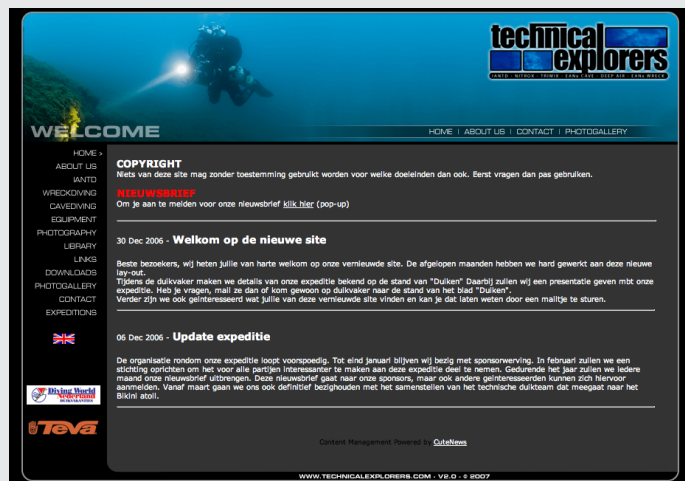 technical
explorers
IANTD - NITROX - TRIMIX - EANx CAVE - DEEP AIR - EANx WRECK
WELCOME
HOME | ABOUT US | CONTACT | PHOTOGALLERY
HOME >
ABOUT US
IANTD
WRECKDIVING
CAVEDIVING
EQUIPMENT
PHOTOGRAPHY
LIBRARY
LINKS
DOWNLOADS
PHOTOGALLERY
CONTACT
EXPEDITIONS
Diving World
Nederland
DUIKVAKANTIES
Teva
COPYRIGHT
Niets van deze site mag zonder toestemming gebruikt worden voor welke doeleinden dan ook. Eerst vragen dan pas gebruiken.
NIEUWSBRIEF
Om je aan te melden voor onze nieuwsbrief klik hier (pop-up)
30 Dec 2006 - Welkom op de nieuwe site
Beste bezoekers, wij heten jullie van harte welkom op onze vernieuwde site. De afgelopen maanden hebben we hard gewerkt aan deze nieuwe
lay-out.
Tijdens de duikvaker maken we details van onze expeditie bekend op de stand van "Duiken" Daarbij zullen wij een presentatie geven mbt onze
expeditie. Heb je vragen, mail ze dan of kom gewoon op duikvaker naar de stand van het blad "Duiken".
Verder zijn we ook geinteresseerd wat jullie van deze vernieuwde site vinden en kan je dat laten weten door een mailtje te sturen.
06 Dec 2006 - Update expeditie
De organisatie rondom onze expeditie loopt voorspoedig. Tot eind januari blijven wij bezig met sponsorwerving. In februari zullen we een
stichting oprichten om het voor alle partijen interessanter te maken aan deze expeditie deel te nemen. Gedurende het jaar zullen we iedere
maand onze nieuwsbrief uitbrengen. Deze nieuwsbrief gaat naar onze sponsors, maar ook andere geinteresseerden kunnen zich hiervoor
aanmelden. Vanaf maart gaan we ons ook definitief bezighouden met het samenstellen van het technische duikteam dat meegaat naar het
Bikini atoll.
Content Management Powered by CuteNews
WWW.TECHNICALEXPLORERS.COM - V2.0 - © 2007